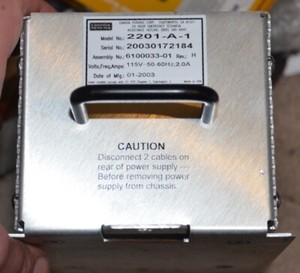 Model No.: 2201-A-1
Serial No.: 20030172184
Assembly No.: 6100033-01 Rev.: H
Volts,Freq,Amps: 115V~50-60Hz;2.0A
Date of Mfg.: 01-2003
CAUTION
Disconnect 2 cables on
rear of power supply ---
Before removing power
supply from chassis.